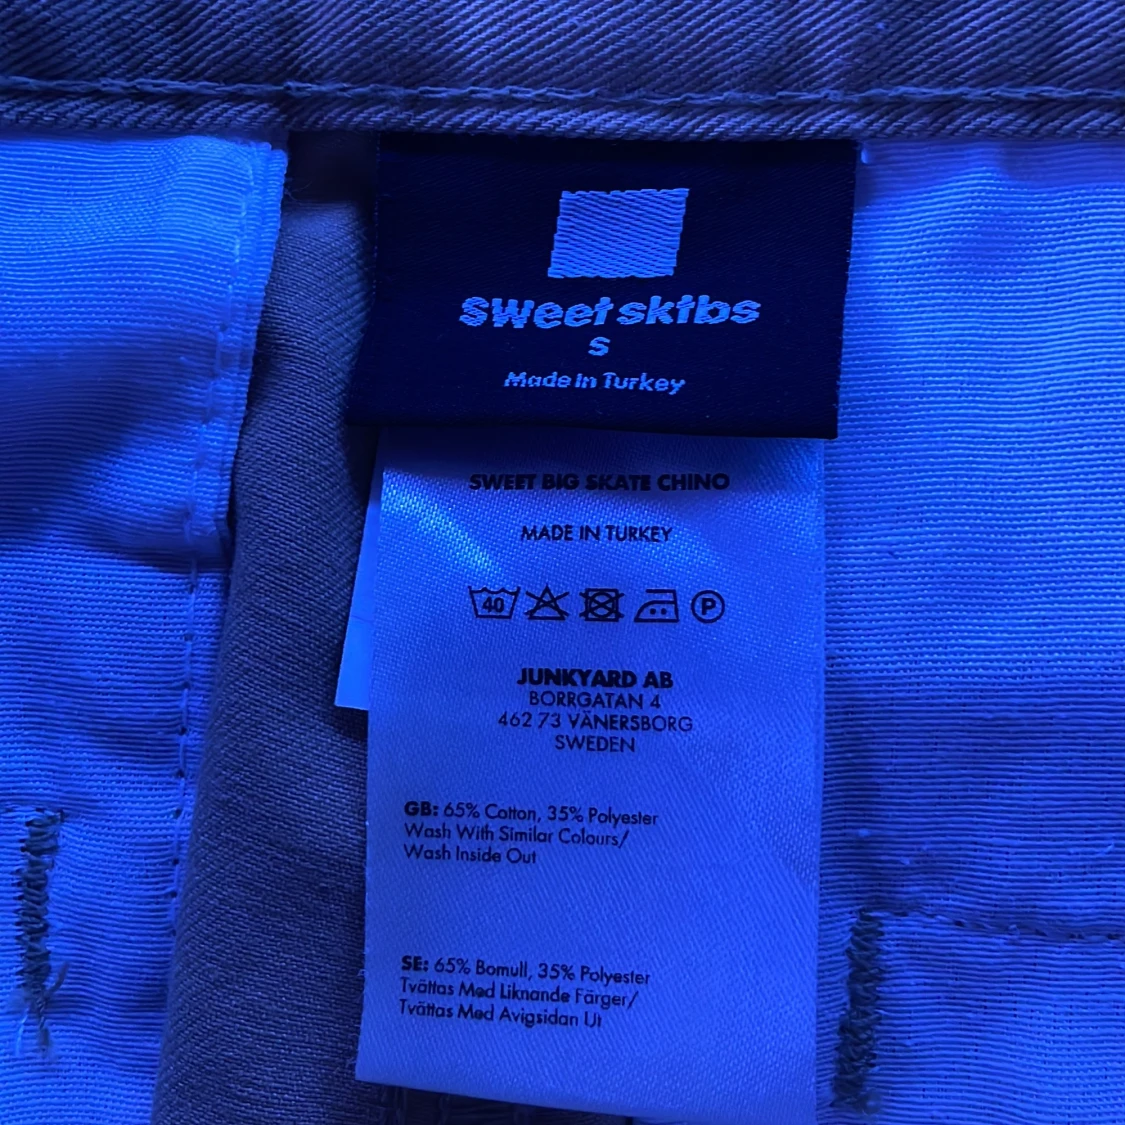 sweet sktbs
S
Made in Turkey
SWEET BIG SKATE CHINO
MADE IN TURKEY
40
P
JUNKYARD AB
BORRGATAN 4
462 73 VÄNERSBORG
SWEDEN
GB: 65% Cotton, 35% Polyester
Wash With Similar Colours/
Wash Inside Out
SE: 65% Bomull, 35% Polyester
Tvättas Med Liknande Färger/
Tvättas Med Avigsidan Ut